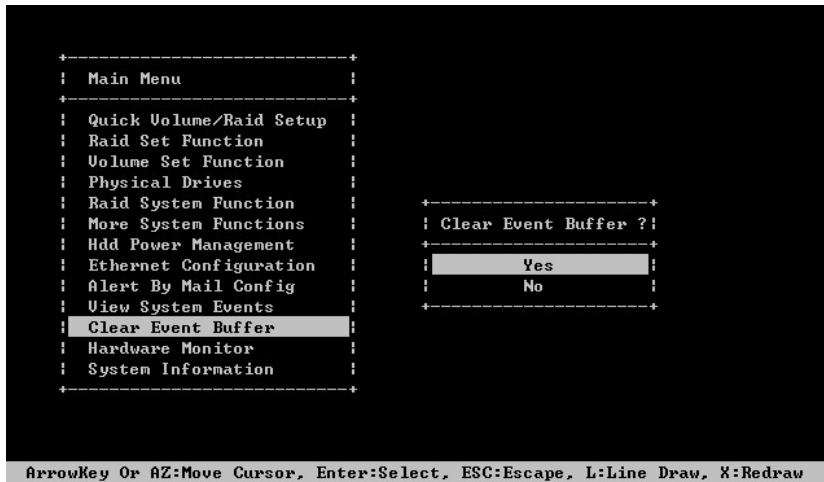 Main Menu
Quick Volume/Raid Setup
Raid Set Function
Volume Set Function
Physical Drives
Raid System Function
More System Functions
Hdd Power Management
Ethernet Configuration
Alert By Mail Config
View System Events
Clear Event Buffer
Hardware Monitor
System Information
Clear Event Buffer ?
Yes
No
ArrowKey Or AZ:Move Cursor, Enter:Select, ESC:Escape, L:Line Draw, X:Redraw